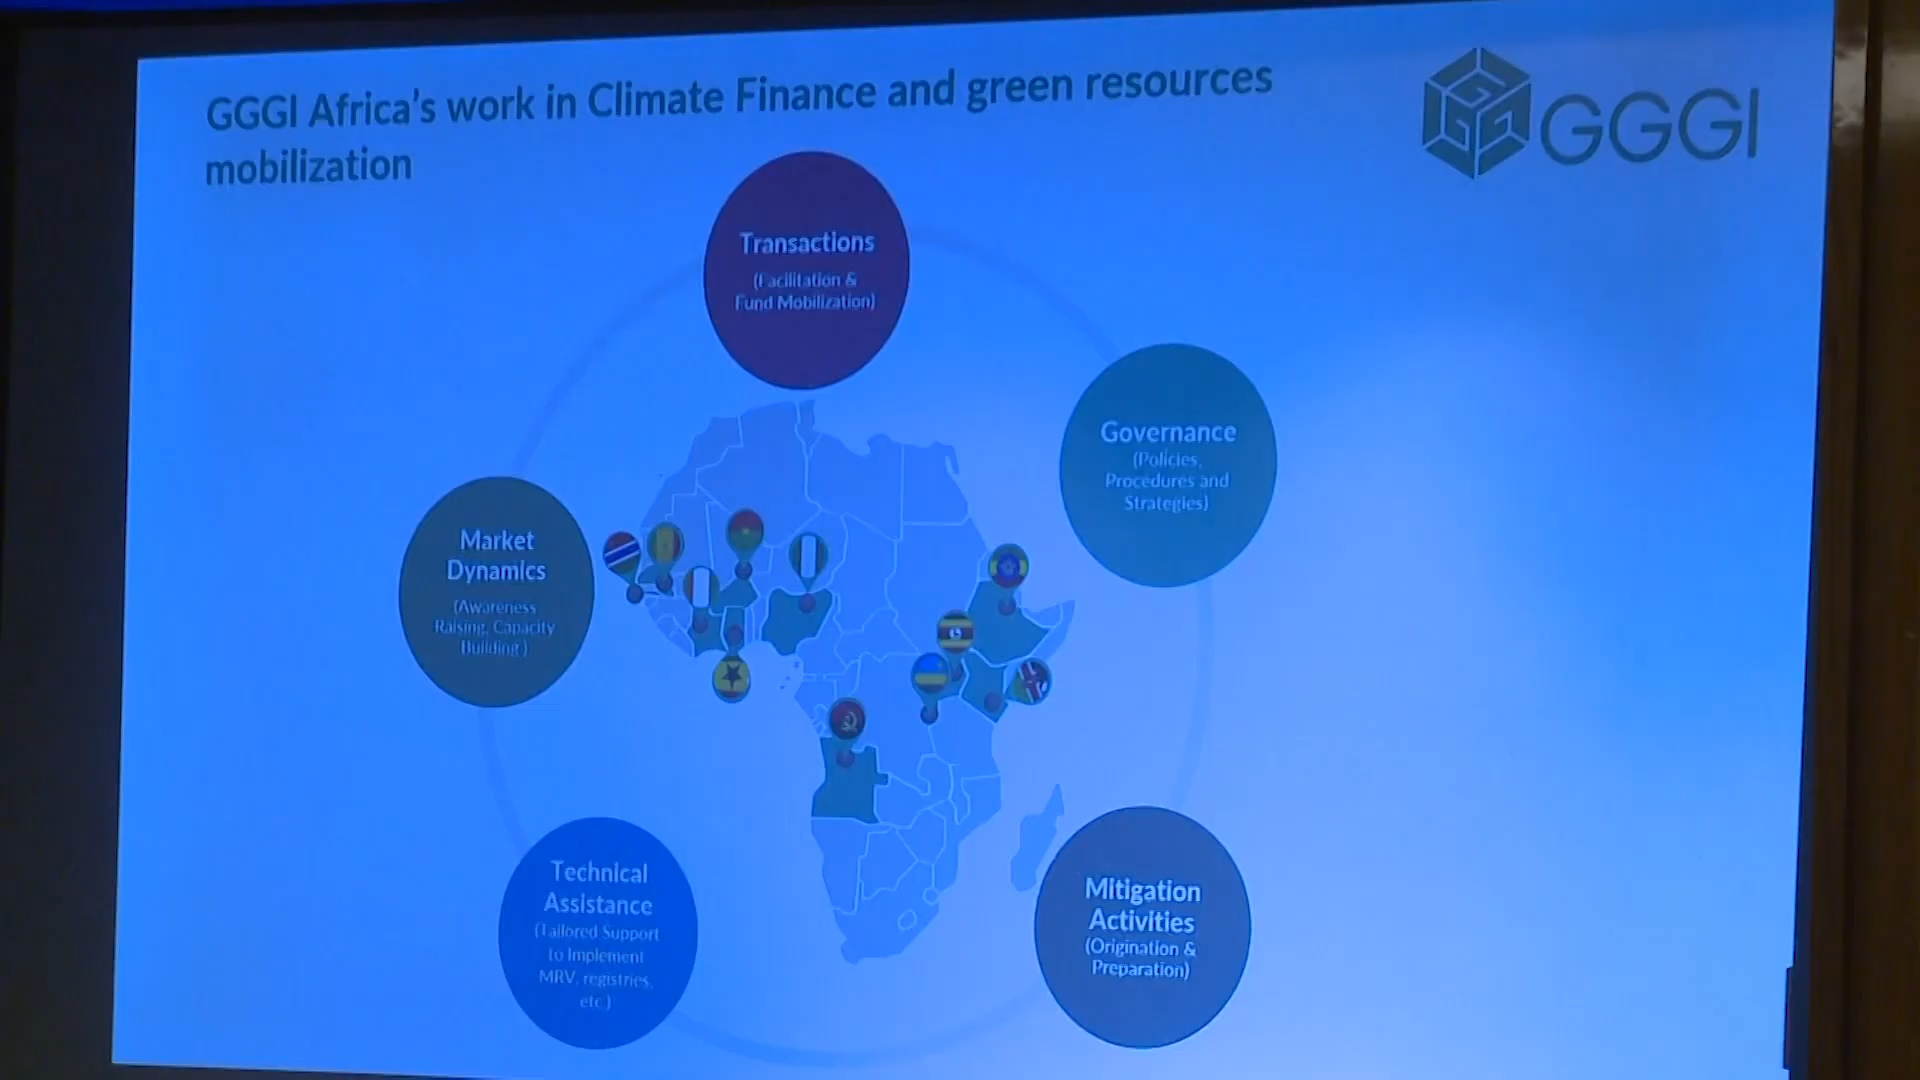 GGGI Africa's work in Climate Finance and green resources
mobilization
GGGI
Transactions
(Facilitation &
Fund Mobilization)
Governance
(Policies,
Procedures and
Strategies)
Market
Dynamics
(Awareness
Raising, Capacity
Building)
Technical
Assistance
(Tailored Support
to Implement
MRV, registries,
etc)
Mitigation
Activities
(Origination &
Preparation)